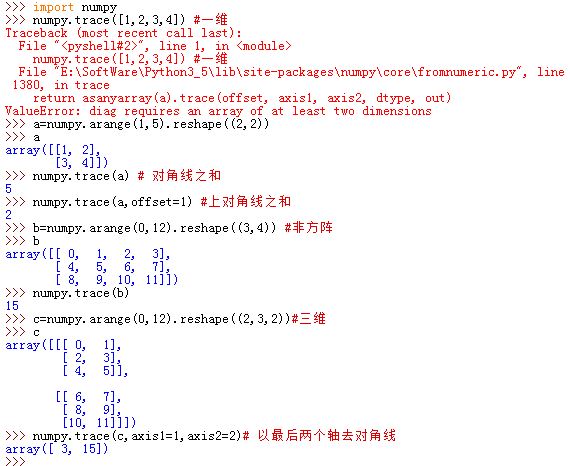 >>> import numpy
>>> numpy.trace([1,2,3,4]) #一维
Traceback (most recent call last):
  File "<pyshell#2>", line 1, in <module>
    numpy.trace([1,2,3,4]) #一维
  File "E:\SoftWare\Python3_5\lib\site-packages\numpy\core\fromnumeric.py", line
 1380, in trace
    return asanyarray(a).trace(offset, axis1, axis2, dtype, out)
ValueError: diag requires an array of at least two dimensions
>>> a=numpy.arange(1,5).reshape((2,2))
>>> a
array([[1, 2],
       [3, 4]])
>>> numpy.trace(a) # 对角线之和
5
>>> numpy.trace(a,offset=1) #上对角线之和
2
>>> b=numpy.arange(0,12).reshape((3,4)) #非方阵
>>> b
array([[ 0,  1,  2,  3],
       [ 4,  5,  6,  7],
       [ 8,  9, 10, 11]])
>>> numpy.trace(b)
15
>>> c=numpy.arange(0,12).reshape((2,3,2))#三维
>>> c
array([[[ 0,  1],
        [ 2,  3],
        [ 4,  5]],

       [[ 6,  7],
        [ 8,  9],
        [10, 11]]])
>>> numpy.trace(c,axis1=1,axis2=2)# 以最后两个轴去对角线
array([ 3, 15])
>>>